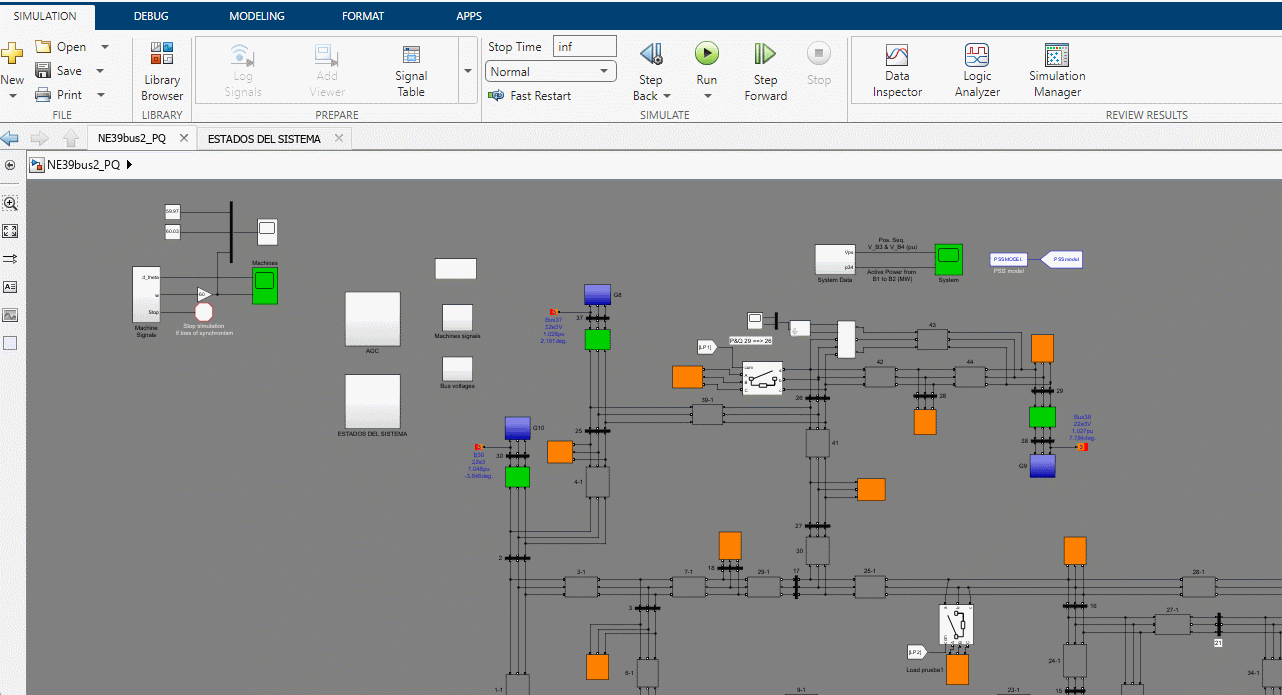 SIMULATION DEBUG MODELING FORMAT APPS
New
Open
Save
Print
FILE
Library
Browser
LIBRARY
Log
Signals
Add
Viewer
Signal
Table
PREPARE
Stop Time inf
Normal
Fast Restart
Step
Back
Run
Step
Forward
Stop
SIMULATE
Data
Inspector
Logic
Analyzer
Simulation
Manager
REVIEW RESULTS
NE39bus2_PQ
ESTADOS DEL SISTEMA
NE39bus2_PQ
59.97
60.03
Machines
d_theta
w
Stop
60
Machine
Signals
Stop simulation
if loss of synchronism
AGC
ESTADOS DEL SISTEMA
Machines signals
Bus voltages
G8
37
Bus37
22e3V
1.028pu
G10
30
B30
22e3
1.048pu
-3.646deg.
25
4-1
2
39-1
Vps
p34
System Data
Pos. Seq.
V_B3 & V_B4 (pu)
Active Power from
B1 to B2 (MW)
System
PSS MODEL
PSS model
PSS model
[LP1]
P&Q 29 ==> 26
com
A
B
C
a
b
c
43
42
44
26
28
29
41
38
G9
Bus38
22e3V
1.027pu
27
30
18
17
3-1
7-1
29-1
25-1
28-1
3
6-1
16
27-1
21
24-1
34-1
15
[LP2]
com
Load prueba1
1-1
9-1
23-1